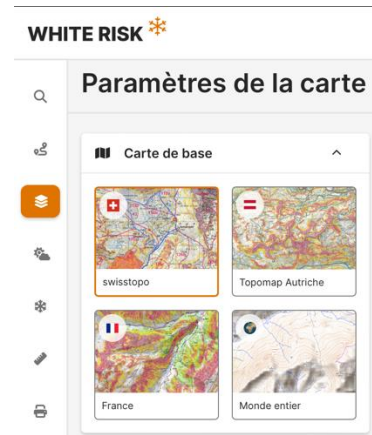 WHITE RISK
Paramètres de la carte
Carte de base
swisstopo
Topomap Autriche
France
Monde entier